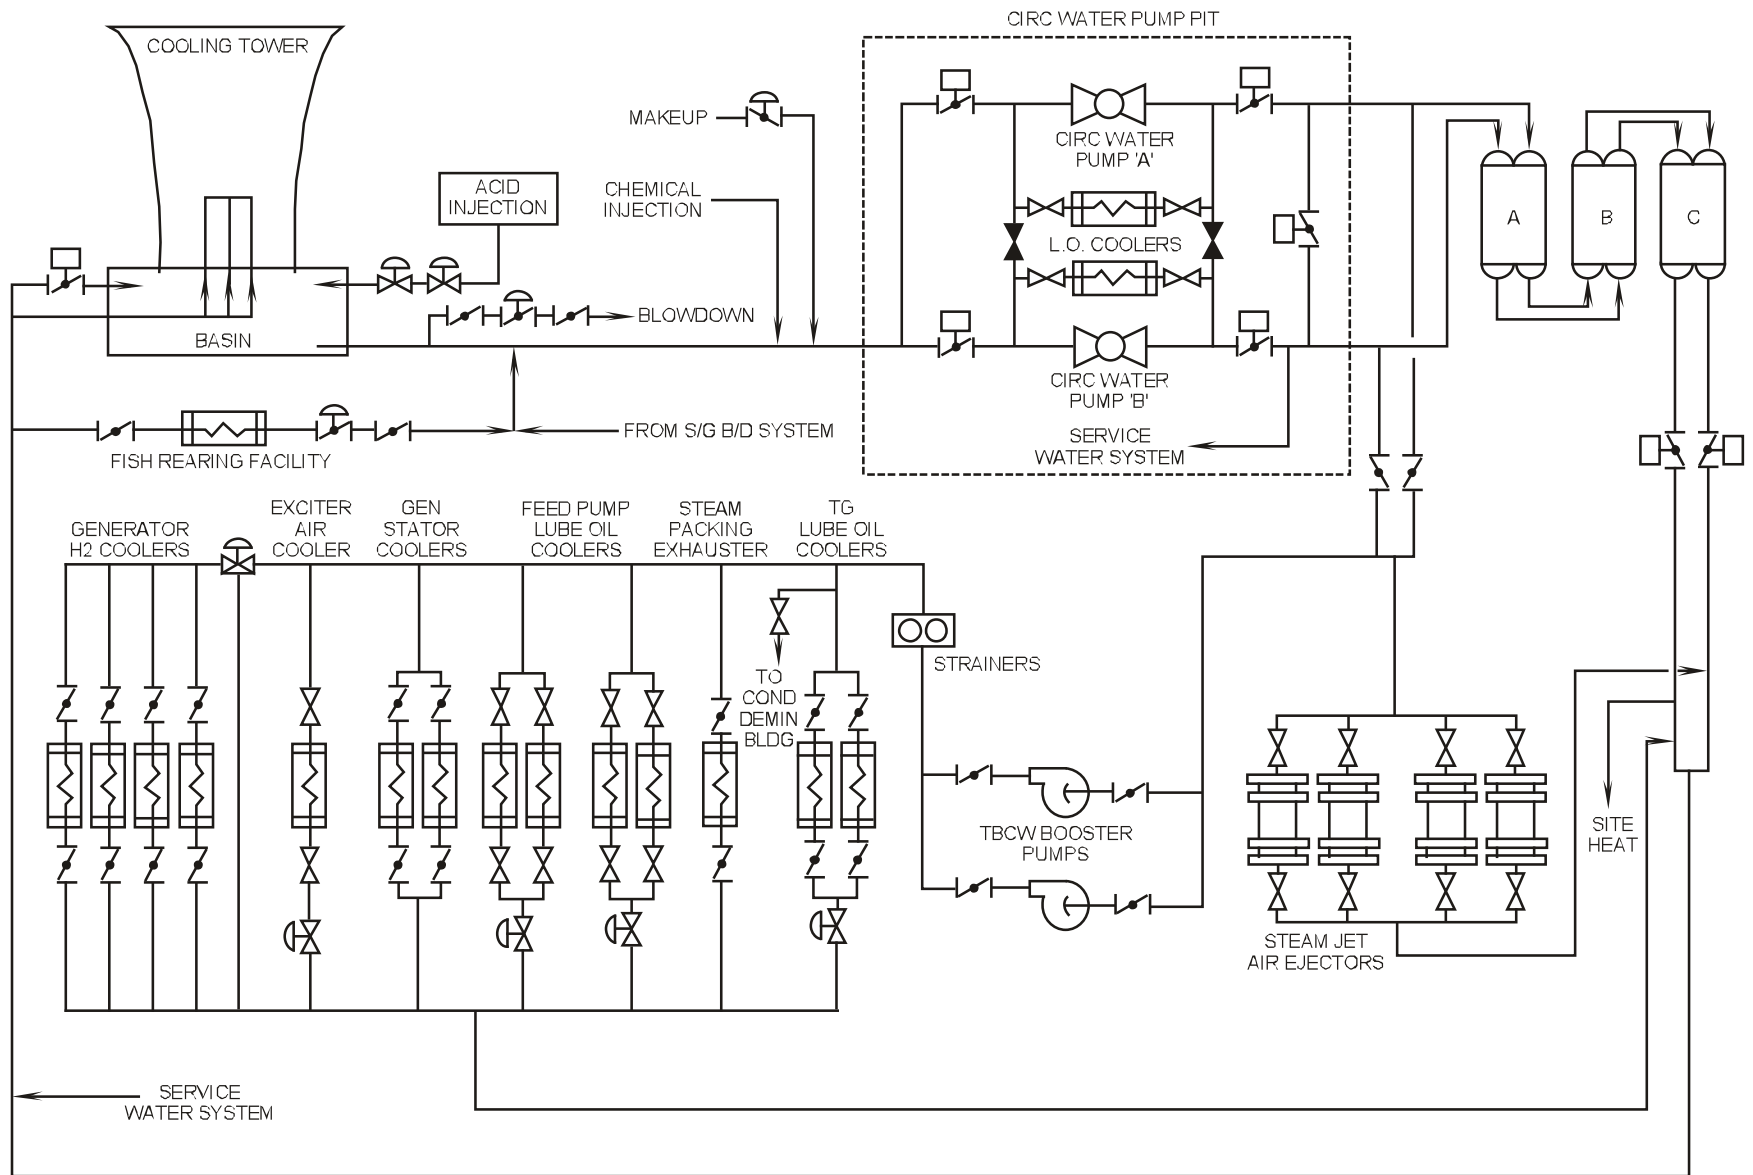 CIRC WATER PUMP PIT
COOLING TOWER
MAKEUP
CIRC WATER
PUMP 'A'
ACID
INJECTION
CHEMICAL
INJECTION
A
B
C
L.O. COOLERS
BLOWDOWN
BASIN
CIRC WATER
PUMP 'B'
FROM S/G B/D SYSTEM
SERVICE
WATER SYSTEM
FISH REARING FACILITY
GENERATOR
H2 COOLERS
EXCITER
AIR
COOLER
GEN
STATOR
COOLERS
FEED PUMP
LUBE OIL
COOLERS
STEAM
PACKING
EXHAUSTER
TG
LUBE OIL
COOLERS
STRAINERS
TO
COND
DEMIN
BLDG
TBCW BOOSTER
PUMPS
SITE
HEAT
STEAM JET
AIR EJECTORS
SERVICE
WATER SYSTEM